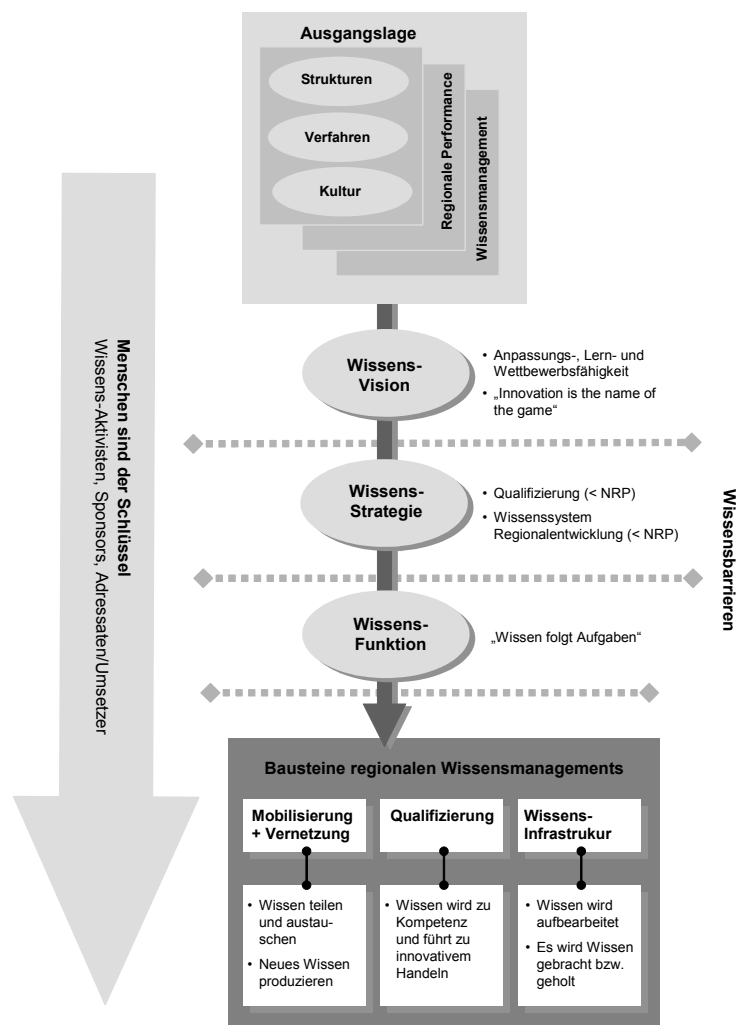 Ausgangslage
Strukturen
Verfahren
Kultur
Regionale Performance
Wissensmanagement
Menschen sind der Schlüssel
Wissens-Aktivisten, Sponsors, Adressaten/Umsetzer
Wissens-
Vision
• Anpassungs-, Lern- und
Wettbewerbsfähigkeit
• „Innovation is the name of
the game“
Wissens-
Strategie
• Qualifizierung (< NRP)
• Wissenssystem
Regionalentwicklung (< NRP)
Wissensbarrieren
Wissens-
Funktion
„Wissen folgt Aufgaben“
Bausteine regionalen Wissensmanagements
Mobilisierung
+ Vernetzung
Qualifizierung
Wissens-
Infrastrukur
• Wissen teilen
und austau-
schen
• Neues Wissen
produzieren
• Wissen wird zu
Kompetenz
und führt zu
innovativem
Handeln
• Wissen wird
aufbearbeitet
• Es wird Wissen
gebracht bzw.
geholt